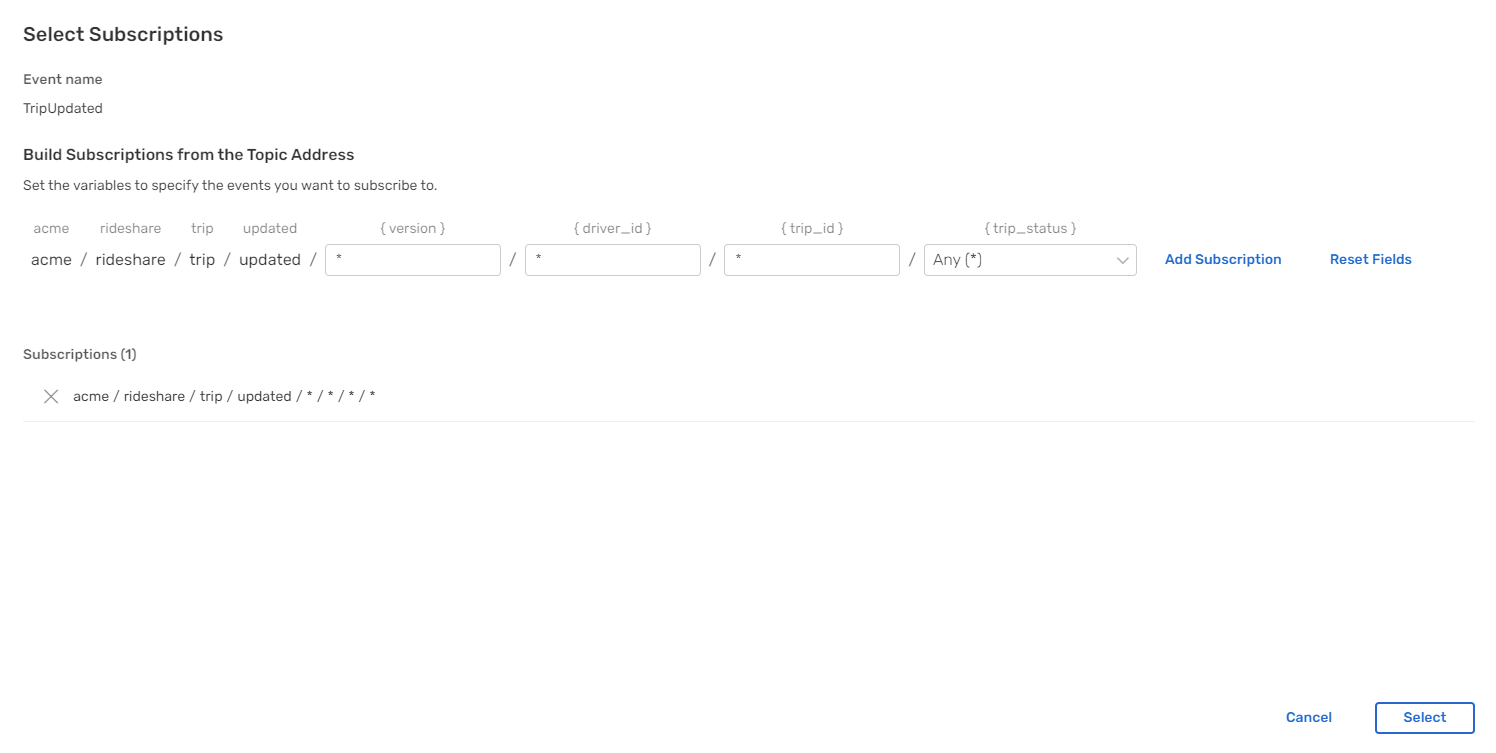 Select Subscriptions
Event name
TripUpdated
Build Subscriptions from the Topic Address
Set the variables to specify the events you want to subscribe to.
acme rideshare trip updated { version } { driver_id } { trip_id } { trip_status }
acme / rideshare / trip / updated / * / * / * / Any (*) Add Subscription Reset Fields
Subscriptions (1)
acme / rideshare / trip / updated / * / * / * / *
Cancel Select